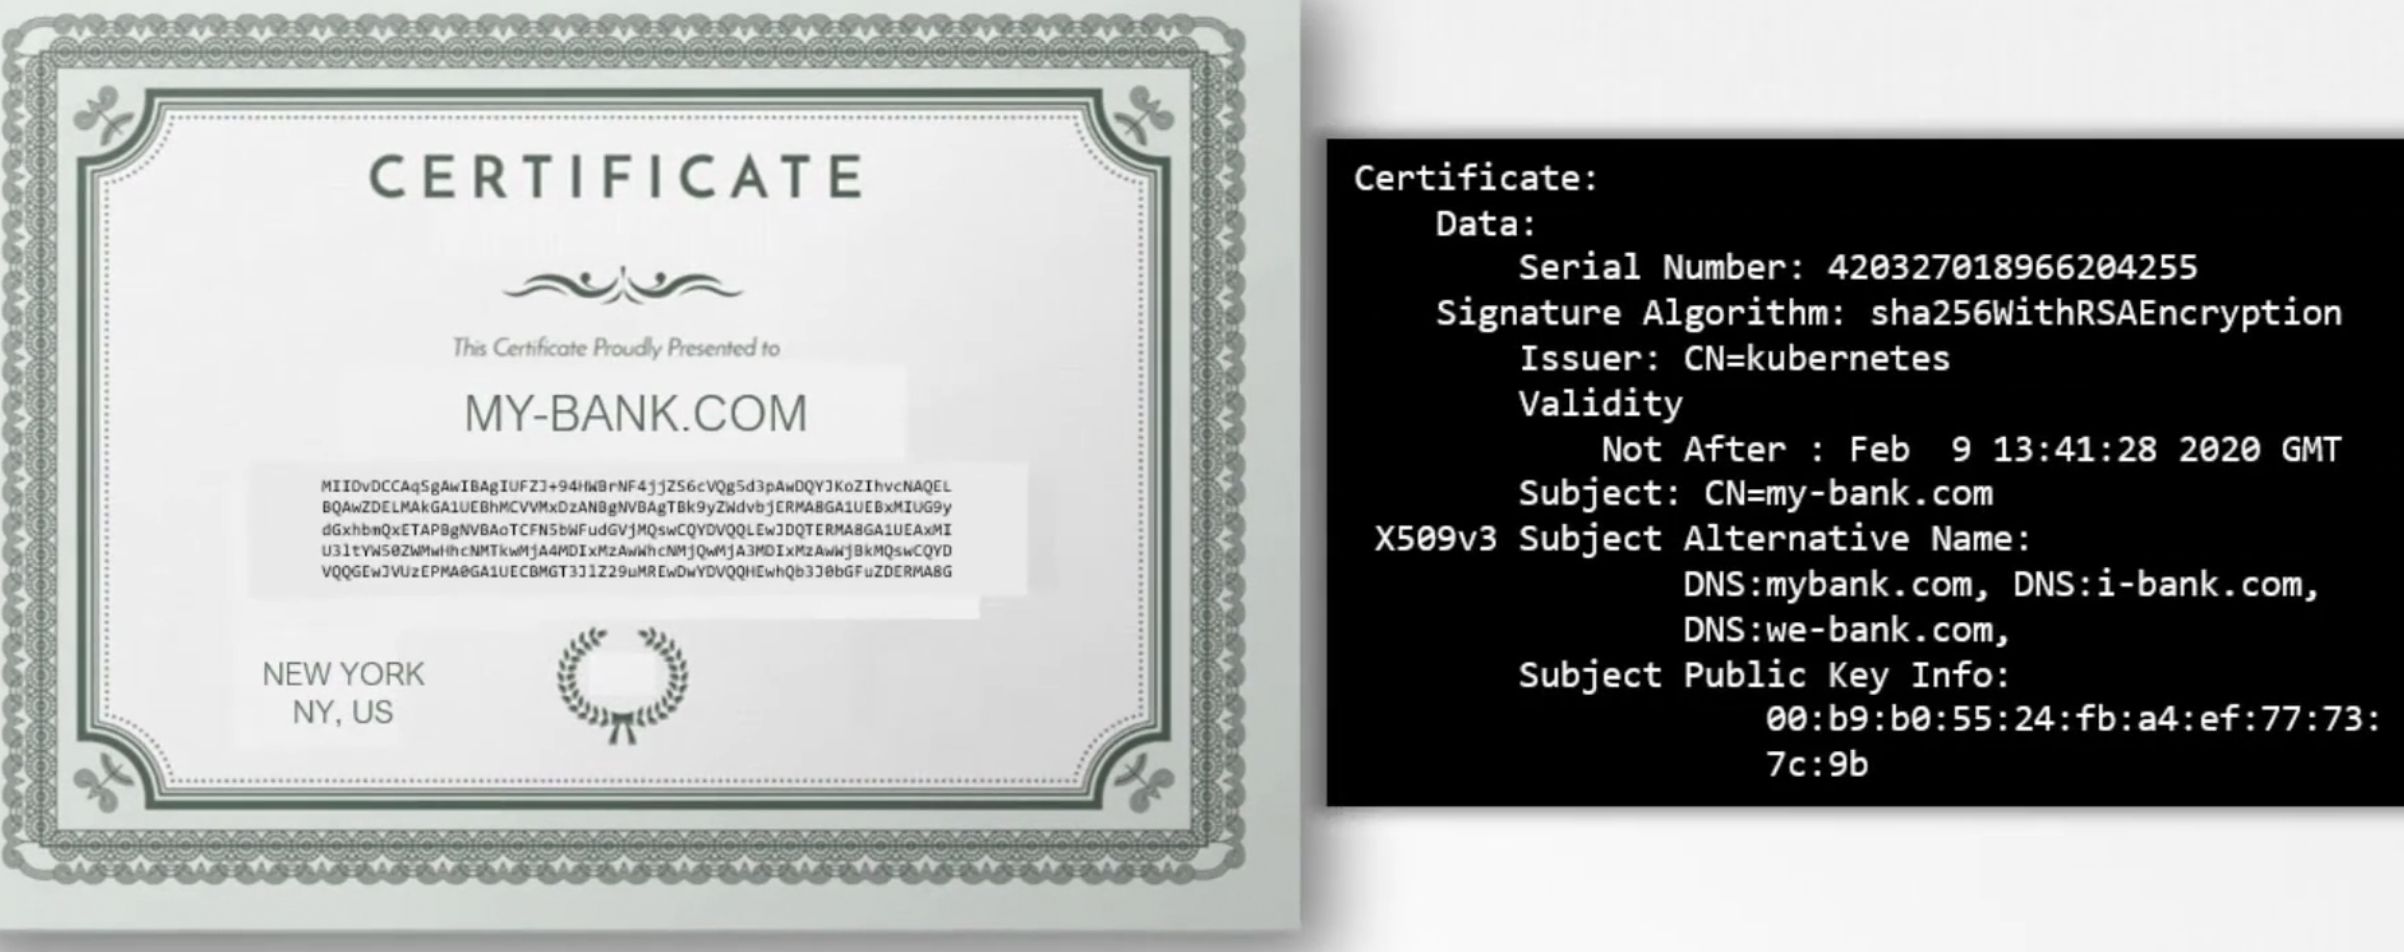 CERTIFICATE
This Certificate Proudly Presented to
MY-BANK.COM
MIIDvDCCAqSgAwIBAgIUFZJ+94HWBrNF4jjZS6cVQg5d3pAwDQYJKoZIhvcNAQEL
BQAwZDELMAkGA1UEBhMCVVMxDzANBgNVBAgTBk9yZWdvbjERMA8GA1UEBxMIUG9y
dGxhbmQxETAPBgNVBAoTCFN5bWFudGVjMQswCQYDVQQLEwJDQTERMA8GA1UEAxMI
U3ltYW50ZWMwHhcNMTkwMjA4MDIxMzAwWhcNMjQwMjA3MDIxMzAwWjBkMQswCQYD
VQQGEwJVUzEPMA0GA1UECBMGT3JlZ29uMREwDwYDVQQHEwhQb3J0bGFuZDERMA8G
NEW YORK
NY, US
Certificate:
Data:
Serial Number: 420327018966204255
Signature Algorithm: sha256WithRSAEncryption
Issuer: CN=kubernetes
Validity
Not After : Feb  9 13:41:28 2020 GMT
Subject: CN=my-bank.com
X509v3 Subject Alternative Name:
DNS:mybank.com, DNS:i-bank.com,
DNS:we-bank.com,
Subject Public Key Info:
00:b9:b0:55:24:fb:a4:ef:77:73:
7c:9b